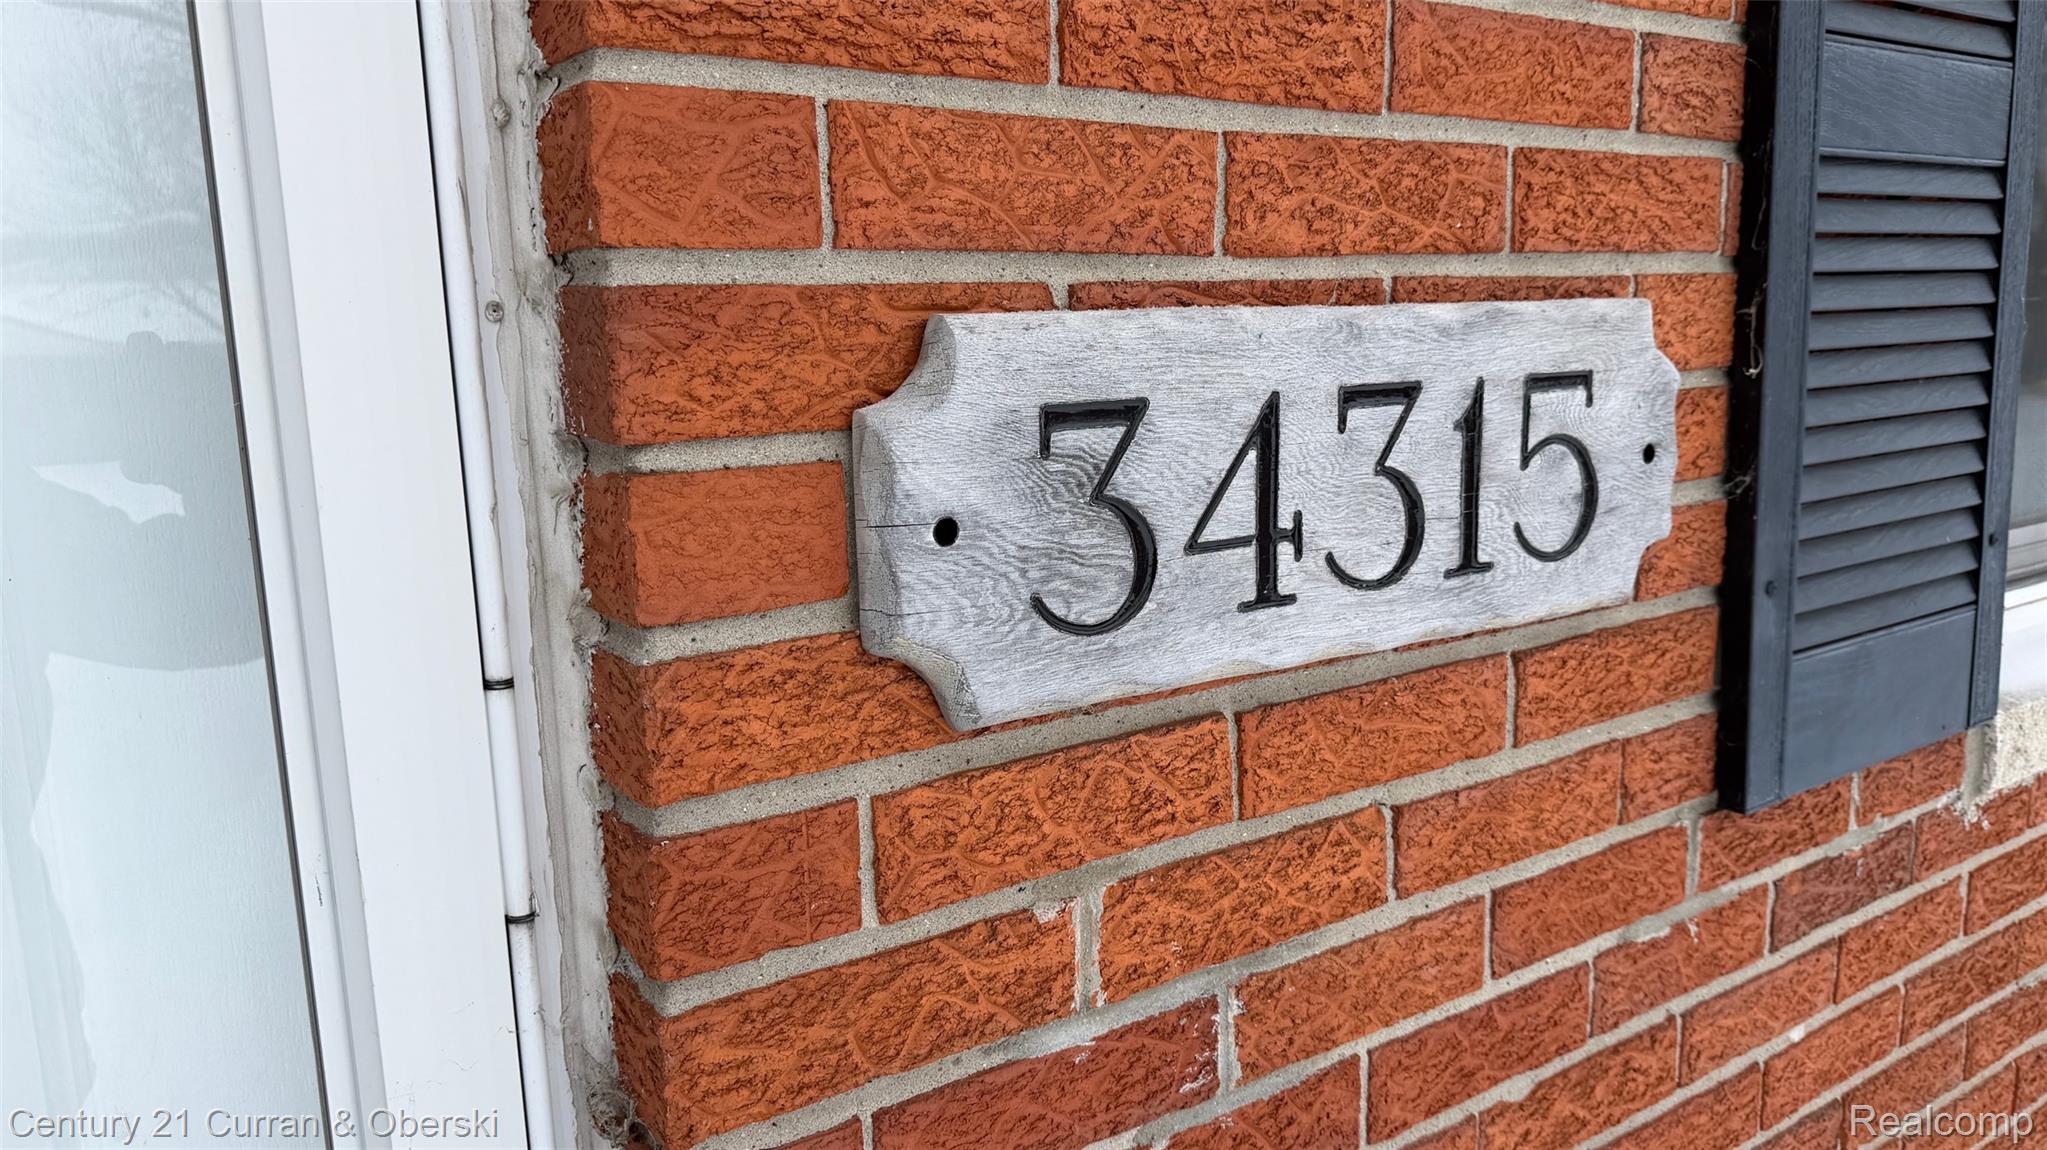 34315
Century 21 Curran & Oberski
Realcomp